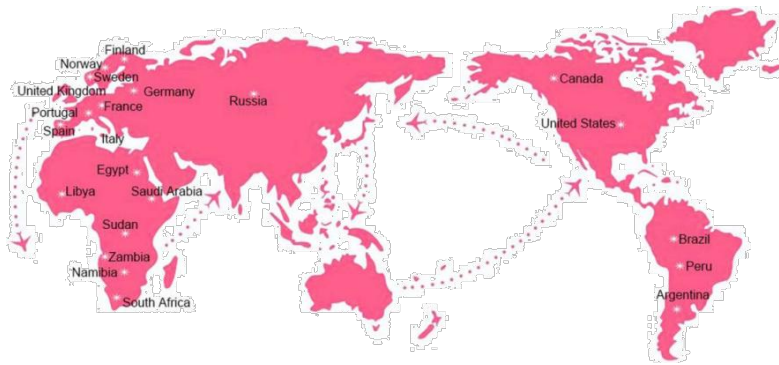 Finland
Norway
Sweden
Canada
United Kingdom
Germany
Russia
France
Portugal
United States
Spain
Italy
Egypt
Libya
Saudi Arabia
Sudan
Brazil
Zambia
Peru
Namibia
Argentina
South Africa